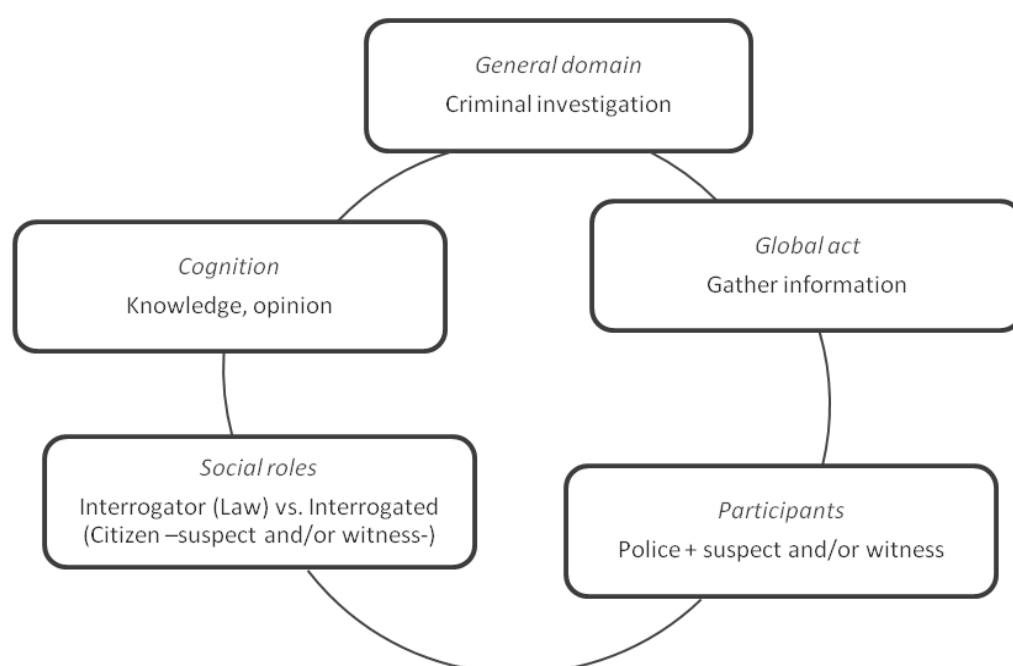 General domain
Criminal investigation
Cognition
Knowledge, opinion
Global act
Gather information
Social roles
Interrogator (Law) vs. Interrogated
(Citizen –suspect and/or witness-)
Participants
Police + suspect and/or witness